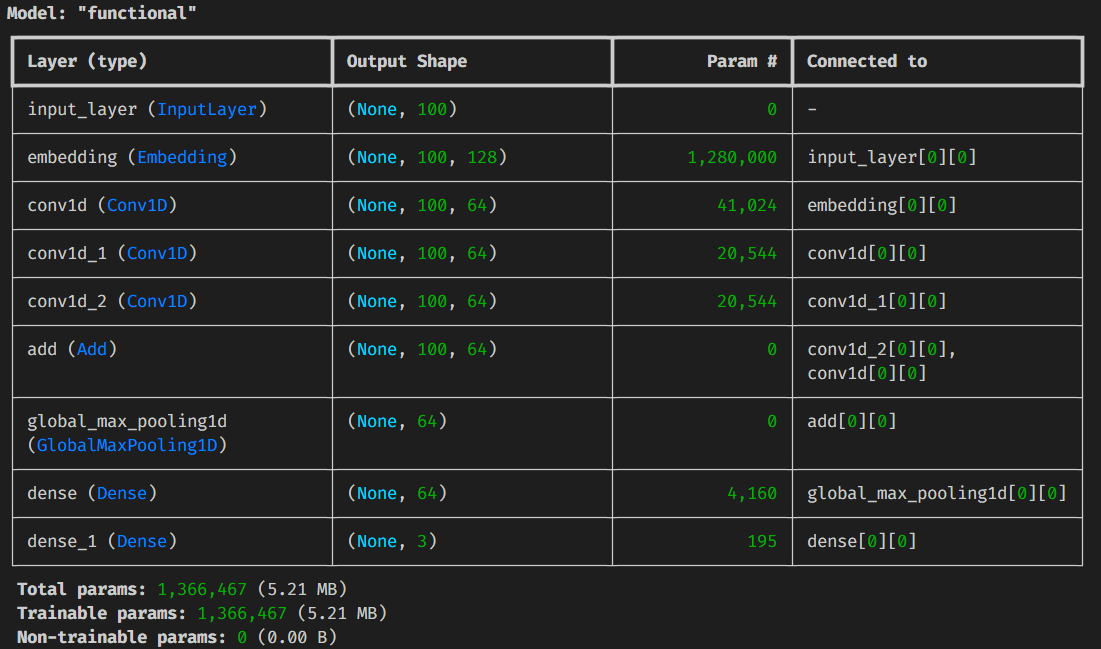 Model: "functional"
Layer (type) Output Shape Param # Connected to
input_layer (InputLayer) (None, 100) 0 -
embedding (Embedding) (None, 100, 128) 1,280,000 input_layer[0][0]
conv1d (Conv1D) (None, 100, 64) 41,024 embedding[0][0]
conv1d_1 (Conv1D) (None, 100, 64) 20,544 conv1d[0][0]
conv1d_2 (Conv1D) (None, 100, 64) 20,544 conv1d_1[0][0]
add (Add) (None, 100, 64) 0 conv1d_2[0][0],
conv1d[0][0]
global_max_pooling1d (None, 64) 0 add[0][0]
(GlobalMaxPooling1D)
dense (Dense) (None, 64) 4,160 global_max_pooling1d[0][0]
dense_1 (Dense) (None, 3) 195 dense[0][0]
Total params: 1,366,467 (5.21 MB)
Trainable params: 1,366,467 (5.21 MB)
Non-trainable params: 0 (0.00 B)